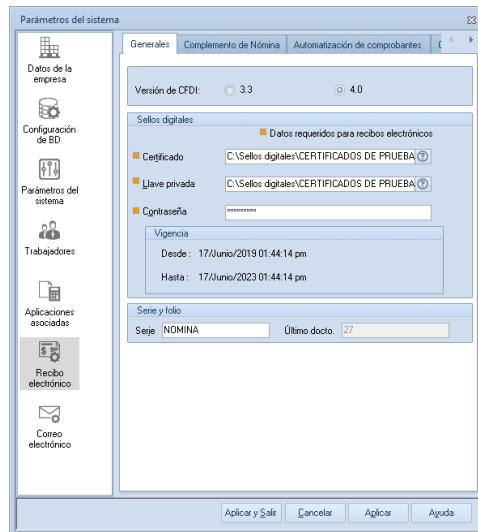 Parámetros del sistema
Datos de la
empresa
Configuración
de BD
Parámetros del
sistema
Trabajadores
Aplicaciones
asociadas
Recibo
electrónico
Correo
electrónico
Generales
Complemento de Nómina
Automatización de comprobantes
Versión de CFDI:
3.3
4.0
Sellos digitales
Datos requeridos para recibos electrónicos
Certificado
C:\Sellos digitales\CERTIFICADOS DE PRUEBA
Llave privada
C:\Sellos digitales\CERTIFICADOS DE PRUEBA
Contraseña
*********
Vigencia
Desde : 17/Junio/2019 01:44:14 pm
Hasta : 17/Junio/2023 01:44:14 pm
Serie y folio
Serie
NOMINA
Último docto.
27
Aplicar y Salir
Cancelar
Aplicar
Ayuda